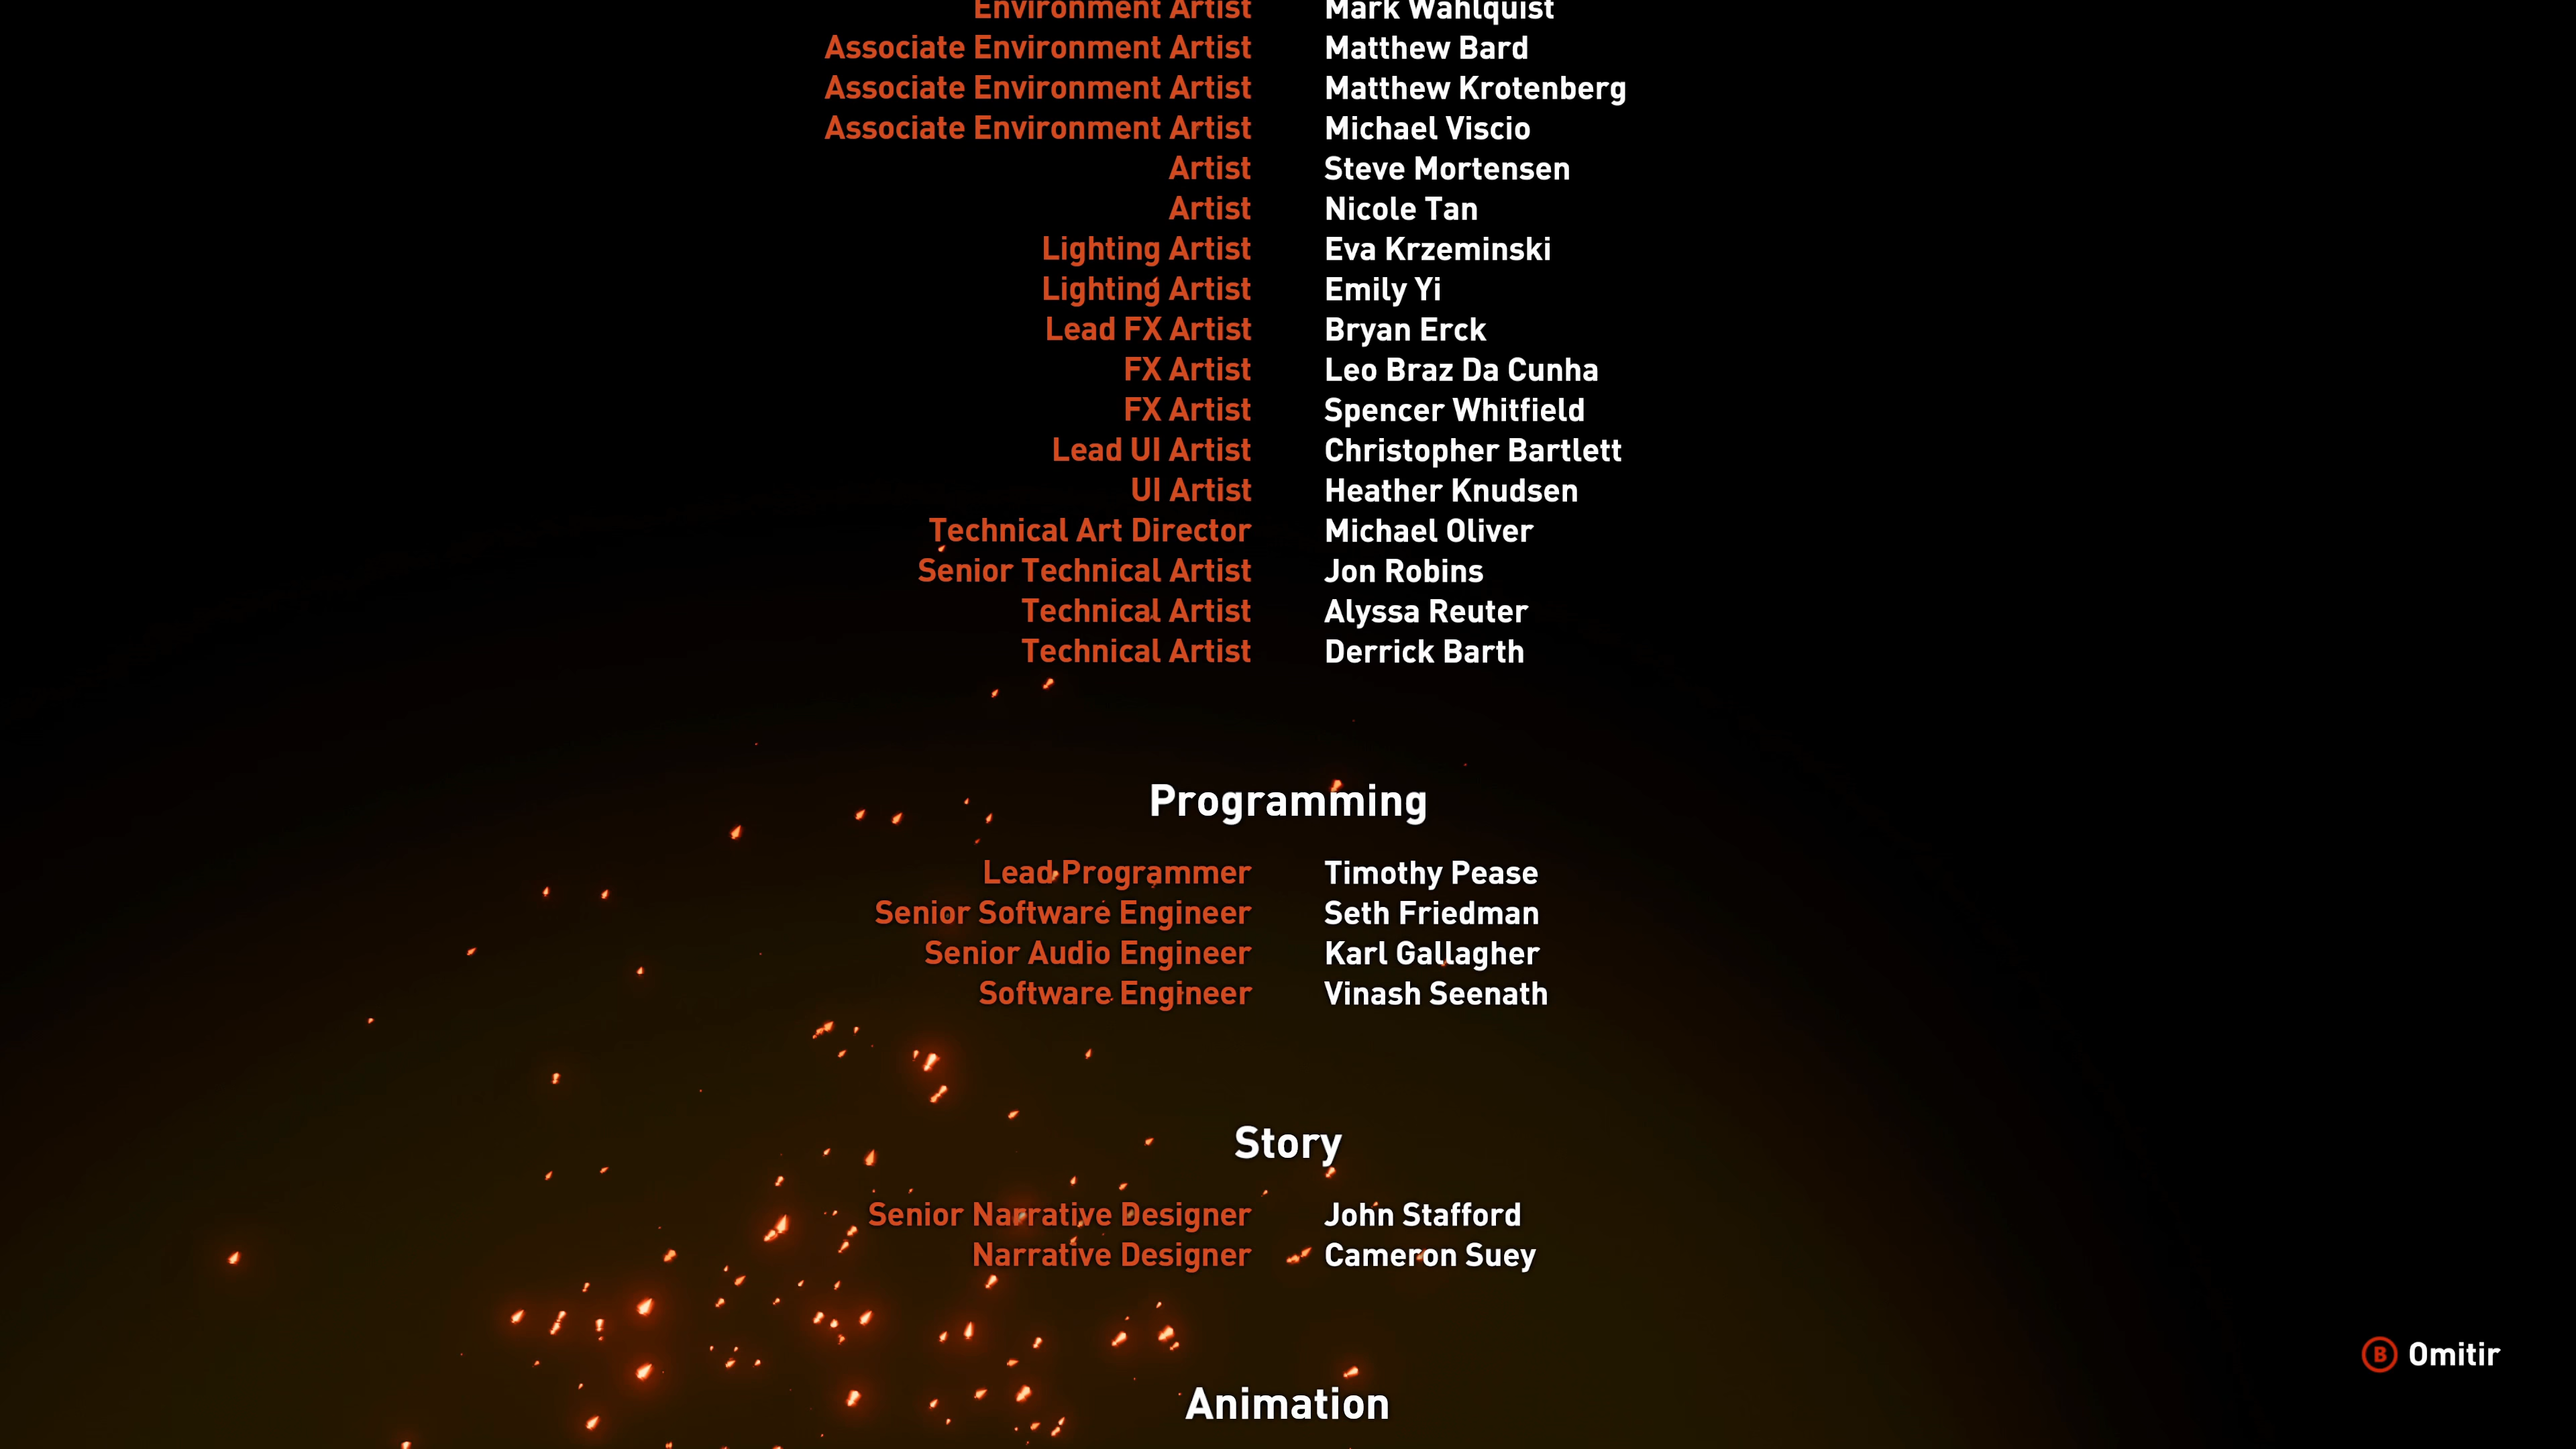 Environment Artist Mark Wahlquist
Associate Environment Artist Matthew Bard
Associate Environment Artist Matthew Krotenberg
Associate Environment Artist Michael Viscio
Artist Steve Mortensen
Artist Nicole Tan
Lighting Artist Eva Krzeminski
Lighting Artist Emily Yi
Lead FX Artist Bryan Erck
FX Artist Leo Braz Da Cunha
FX Artist Spencer Whitfield
Lead UI Artist Christopher Bartlett
UI Artist Heather Knudsen
Technical Art Director Michael Oliver
Senior Technical Artist Jon Robins
Technical Artist Alyssa Reuter
Technical Artist Derrick Barth
Programming
Lead Programmer Timothy Pease
Senior Software Engineer Seth Friedman
Senior Audio Engineer Karl Gallagher
Software Engineer Vinash Seenath
Story
Senior Narrative Designer John Stafford
Narrative Designer Cameron Suey
Animation
B Omitir